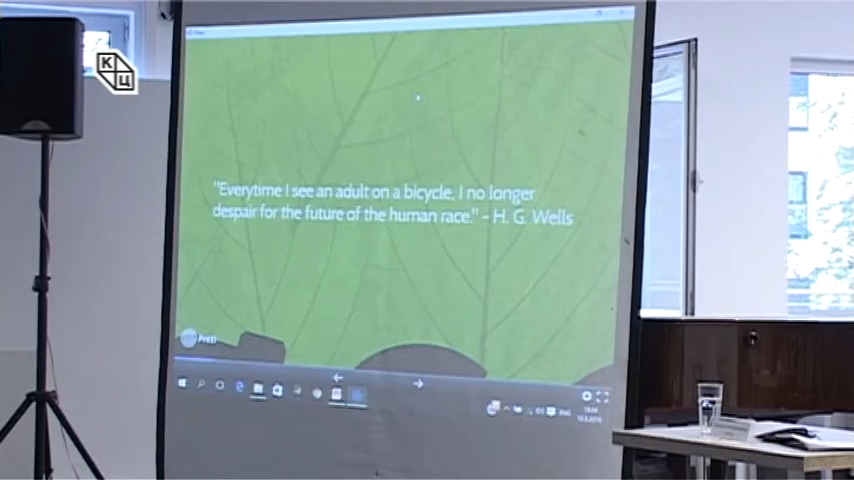 К
Ц
"Everytime I see an adult on a bicycle, I no longer
despair for the future of the human race." - H. G. Wells
Prezi